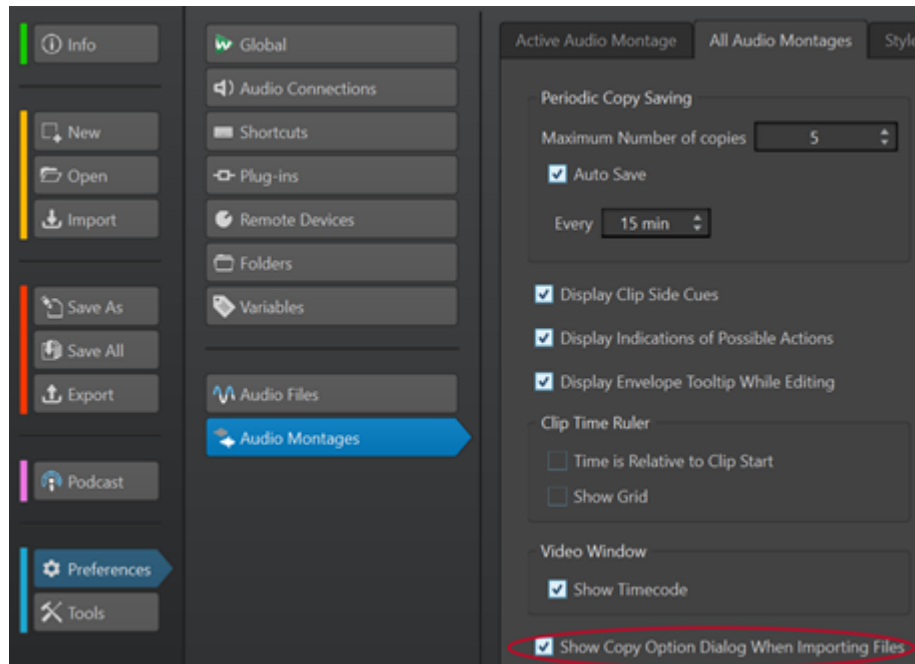 Info
New
Open
Import
Save As
Save All
Export
Podcast
Preferences
Tools
Global
Audio Connections
Shortcuts
Plug-ins
Remote Devices
Folders
Variables
Audio Files
Audio Montages
Active Audio Montage
All Audio Montages
Style
Periodic Copy Saving
Maximum Number of copies 5
Auto Save
Every 15 min
Display Clip Side Cues
Display Indications of Possible Actions
Display Envelope Tooltip While Editing
Clip Time Ruler
Time is Relative to Clip Start
Show Grid
Video Window
Show Timecode
Show Copy Option Dialog When Importing Files